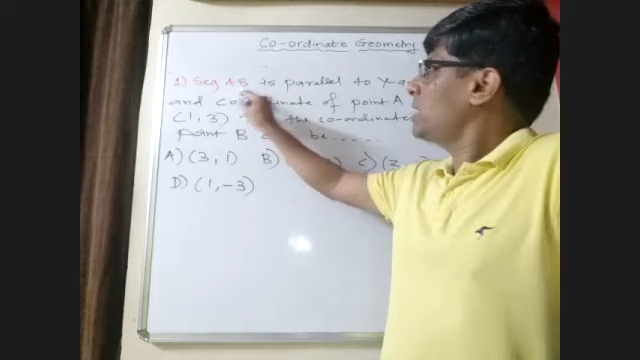 Co-ordinate Geometry
1) Seg AB is parallel to Y-a
and co-ordinate of point A
(1, 3) the co-ordinates
point B be......
A) (3, 1) B) C) (3,
D) (1, -3)